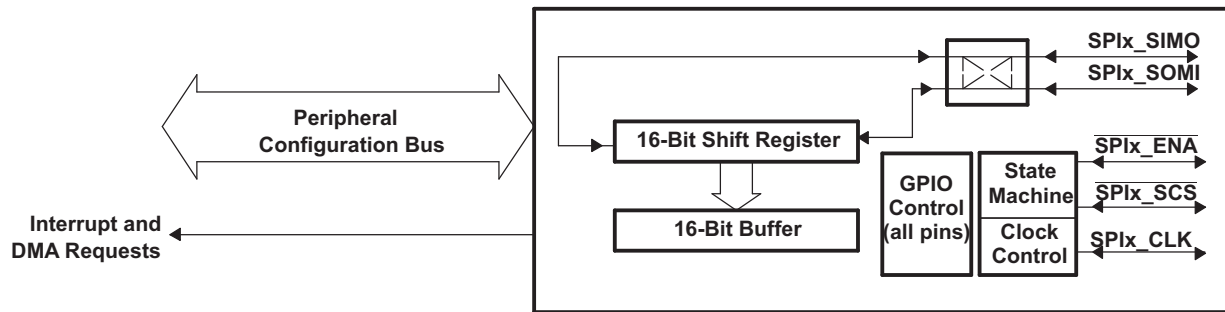 Peripheral
Configuration Bus
Interrupt and
DMA Requests
16-Bit Shift Register
16-Bit Buffer
GPIO
Control
(all pins)
State
Machine
Clock
Control
SPIx_SIMO
SPIx_SOMI
SPIx_ENA
SPIx_SCS
SPIx_CLK